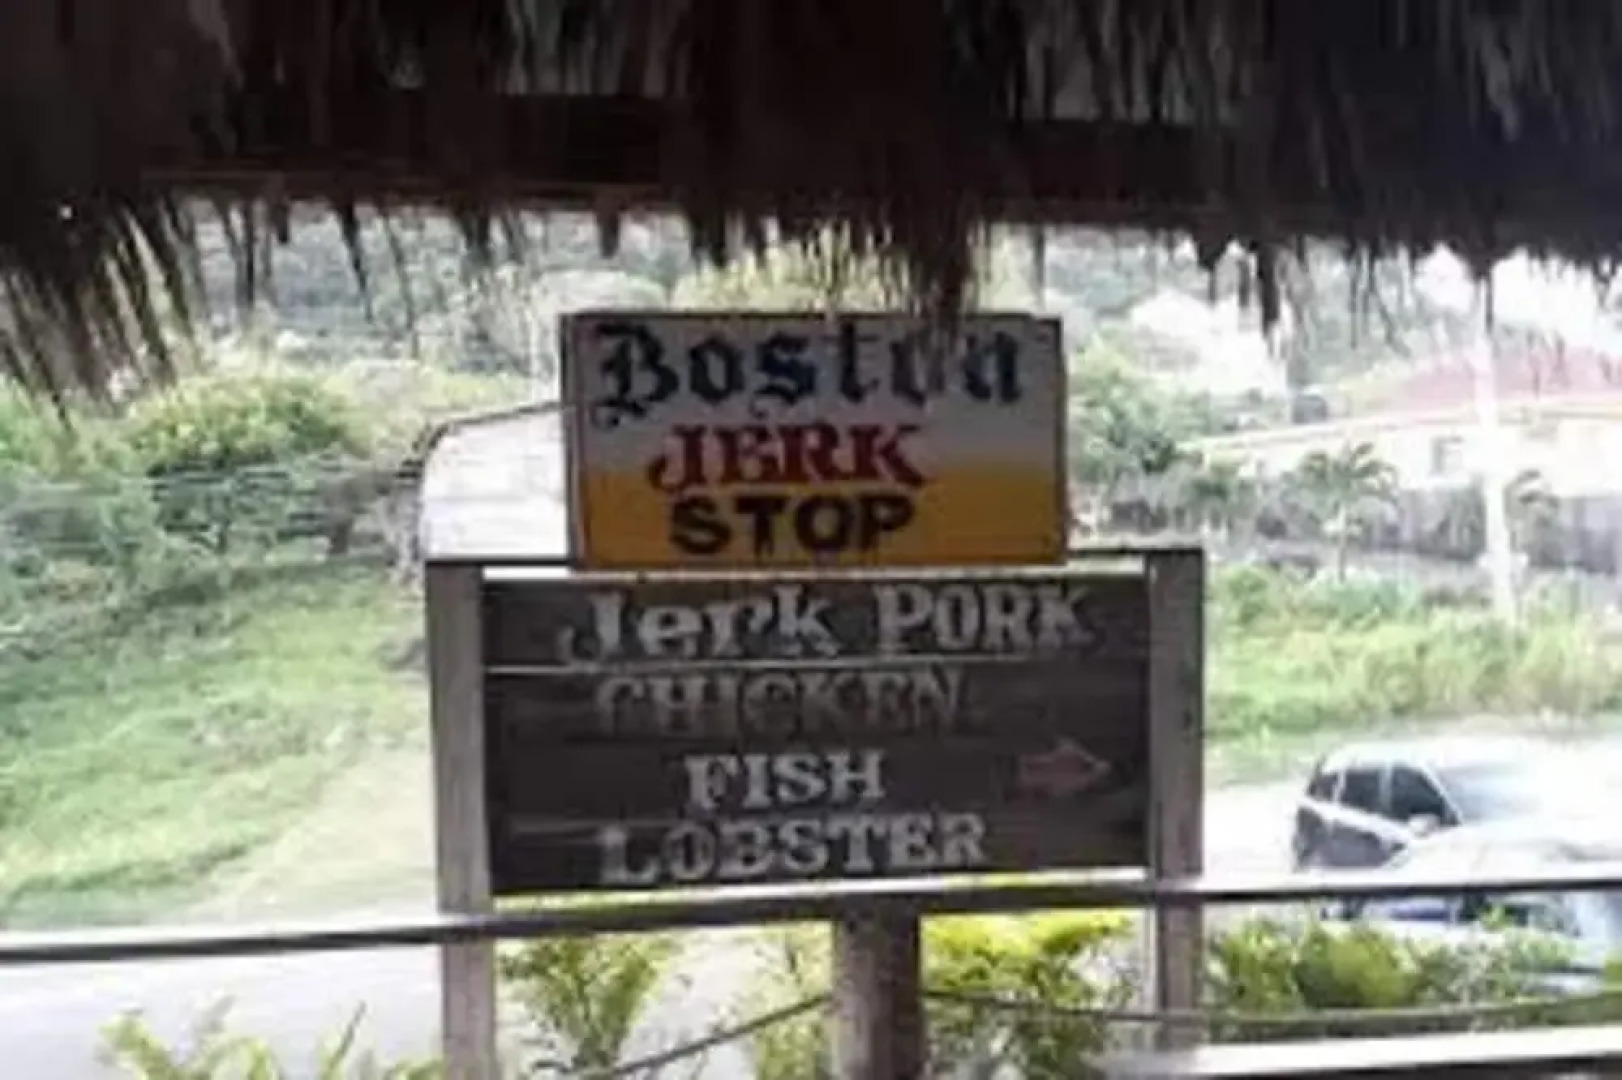 Boston
JERK
STOP
Jerk PORK
CHICKEN
FISH
LOBSTER